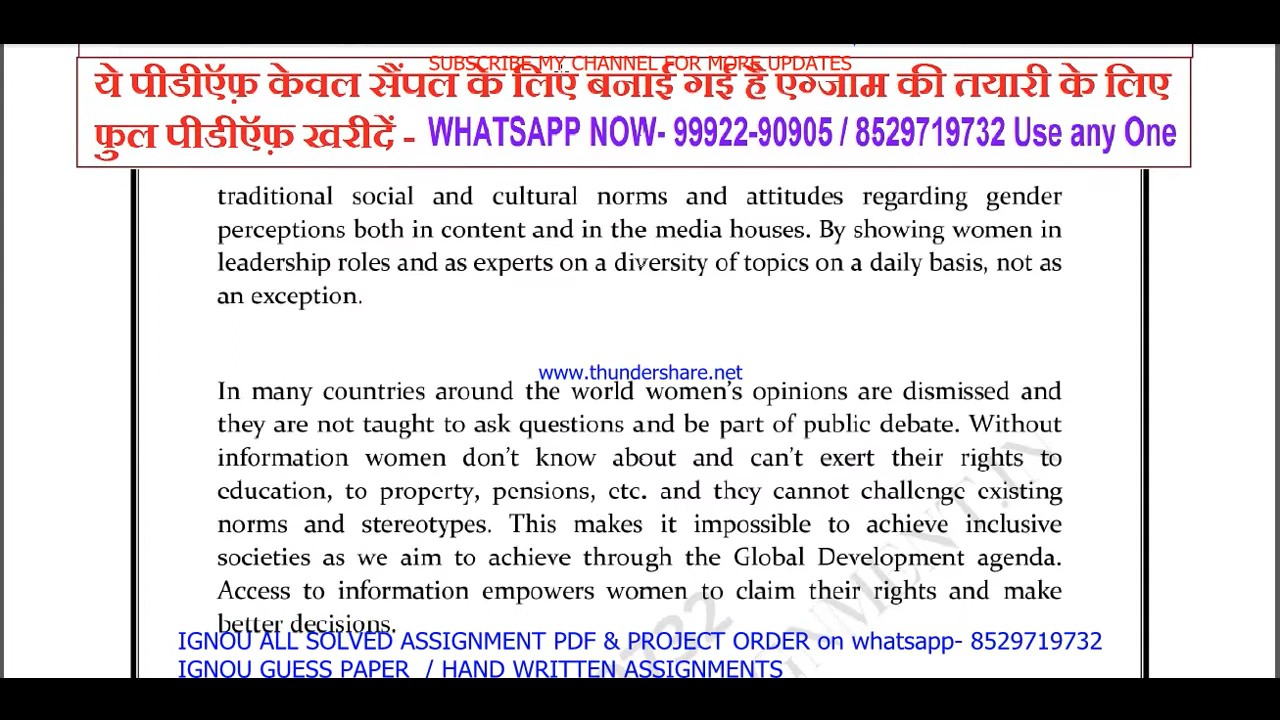 SUBSCRIBE MY CHANNEL FOR MORE UPDATES
ये पीडीऍफ़ केवल सैंपल के लिए बनाई गई है एग्जाम की तयारी के लिए
फुल पीडीऍफ़ खरीदें - WHATSAPP NOW- 99922-90905 / 8529719732 Use any One
traditional social and cultural norms and attitudes regarding gender
perceptions both in content and in the media houses. By showing women in
leadership roles and as experts on a diversity of topics on a daily basis, not as
an exception.
www.thundershare.net
In many countries around the world women's opinions are dismissed and
they are not taught to ask questions and be part of public debate. Without
information women don't know about and can't exert their rights to
education, to property, pensions, etc. and they cannot challenge existing
norms and stereotypes. This makes it impossible to achieve inclusive
societies as we aim to achieve through the Global Development agenda.
Access to information empowers women to claim their rights and make
better decisions.
IGNOU ALL SOLVED ASSIGNMENT PDF & PROJECT ORDER on whatsapp- 8529719732
IGNOU GUESS PAPER / HAND WRITTEN ASSIGNMENTS